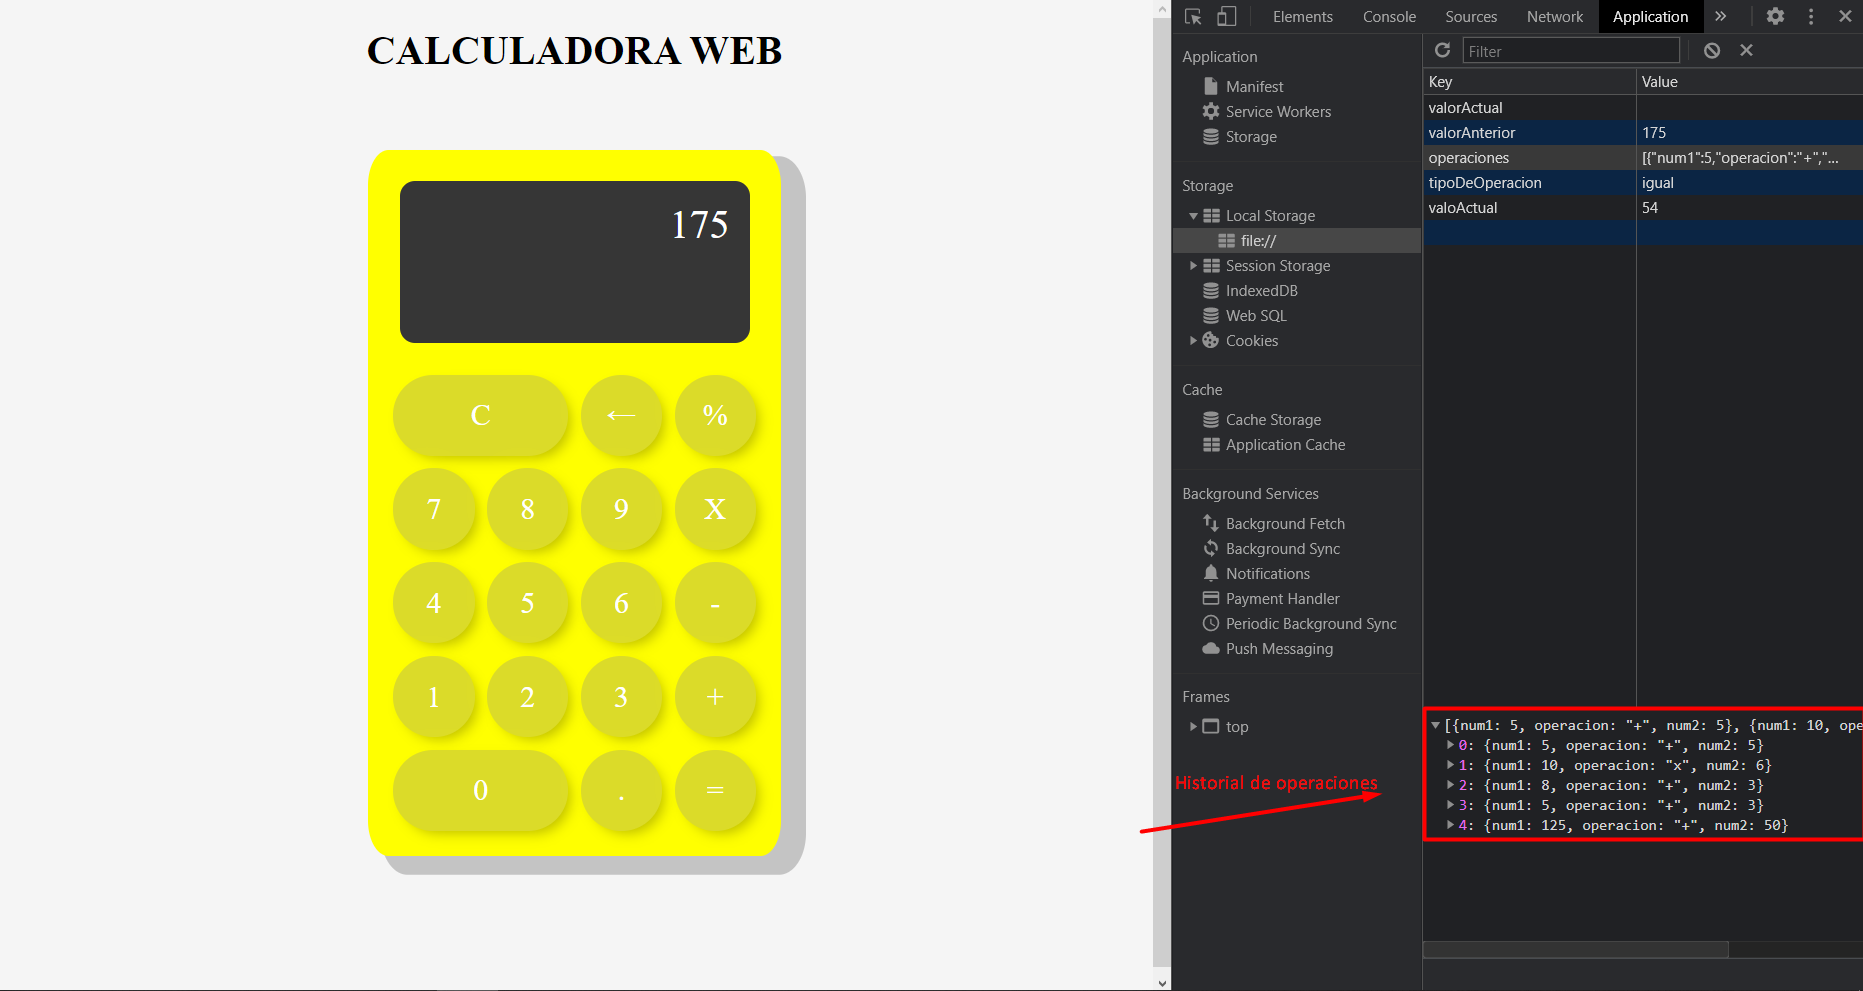 CALCULADORA WEB
175
C ← %
7 8 9 X
4 5 6 -
1 2 3 +
0 . =
Elements Console Sources Network Application »
Application
Manifest
Service Workers
Storage
Storage
Local Storage
file://
Session Storage
IndexedDB
Web SQL
Cookies
Cache
Cache Storage
Application Cache
Background Services
Background Fetch
Background Sync
Notifications
Payment Handler
Periodic Background Sync
Push Messaging
Frames
top
Historial de operaciones
Filter
Key Value
valorActual
valorAnterior 175
operaciones [{"num1":5,"operacion":"+","...
tipoDeOperacion igual
valoActual 54
[{num1: 5, operacion: "+", num2: 5}, {num1: 10, ope
0: {num1: 5, operacion: "+", num2: 5}
1: {num1: 10, operacion: "x", num2: 6}
2: {num1: 8, operacion: "+", num2: 3}
3: {num1: 5, operacion: "+", num2: 3}
4: {num1: 125, operacion: "+", num2: 50}